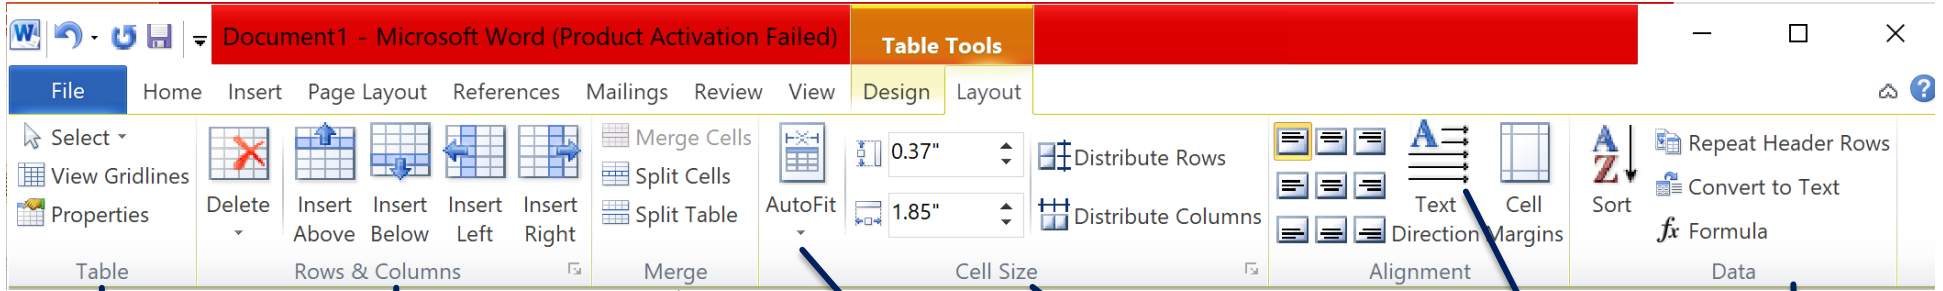 Document1 - Microsoft Word (Product Activation Failed)
Table Tools
File Home Insert Page Layout References Mailings Review View Design Layout
Select
View Gridlines
Properties
Table
Delete
Insert Above
Insert Below
Insert Left
Insert Right
Rows & Columns
Merge Cells
Split Cells
Split Table
Merge
AutoFit
0.37"
1.85"
Distribute Rows
Distribute Columns
Cell Size
Text Direction
Cell Margins
Alignment
Sort
Repeat Header Rows
Convert to Text
fx Formula
Data